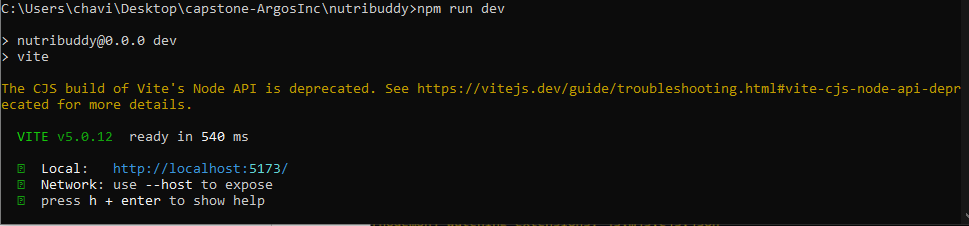 C:\Users\chavi\Desktop\capstone-ArgosInc\nutribuddy>npm run dev
> nutribuddy@0.0.0 dev
> vite
The CJS build of Vite's Node API is deprecated. See https://vitejs.dev/guide/troubleshooting.html#vite-cjs-node-api-depr
ecated for more details.
VITE v5.0.12  ready in 540 ms
Local:   http://localhost:5173/
Network: use --host to expose
press h + enter to show help